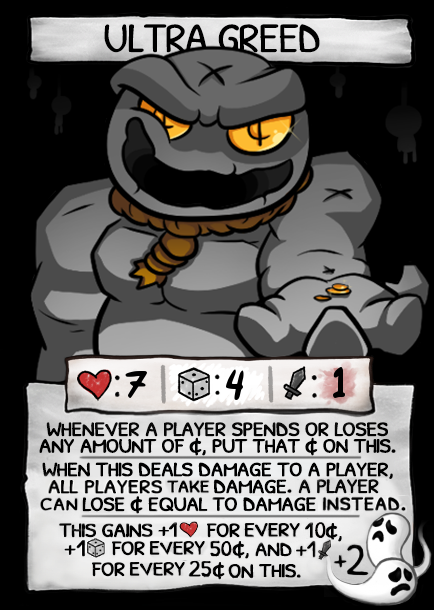 ULTRA GREED
:7 :4 :1
WHENEVER A PLAYER SPENDS OR LOSES
ANY AMOUNT OF ¢, PUT THAT ¢ ON THIS.
WHEN THIS DEALS DAMAGE TO A PLAYER,
ALL PLAYERS TAKE DAMAGE. A PLAYER
CAN LOSE ¢ EQUAL TO DAMAGE INSTEAD.
THIS GAINS +1 FOR EVERY 10¢,
+1 FOR EVERY 50¢, AND +1
FOR EVERY 25¢ ON THIS.
+2